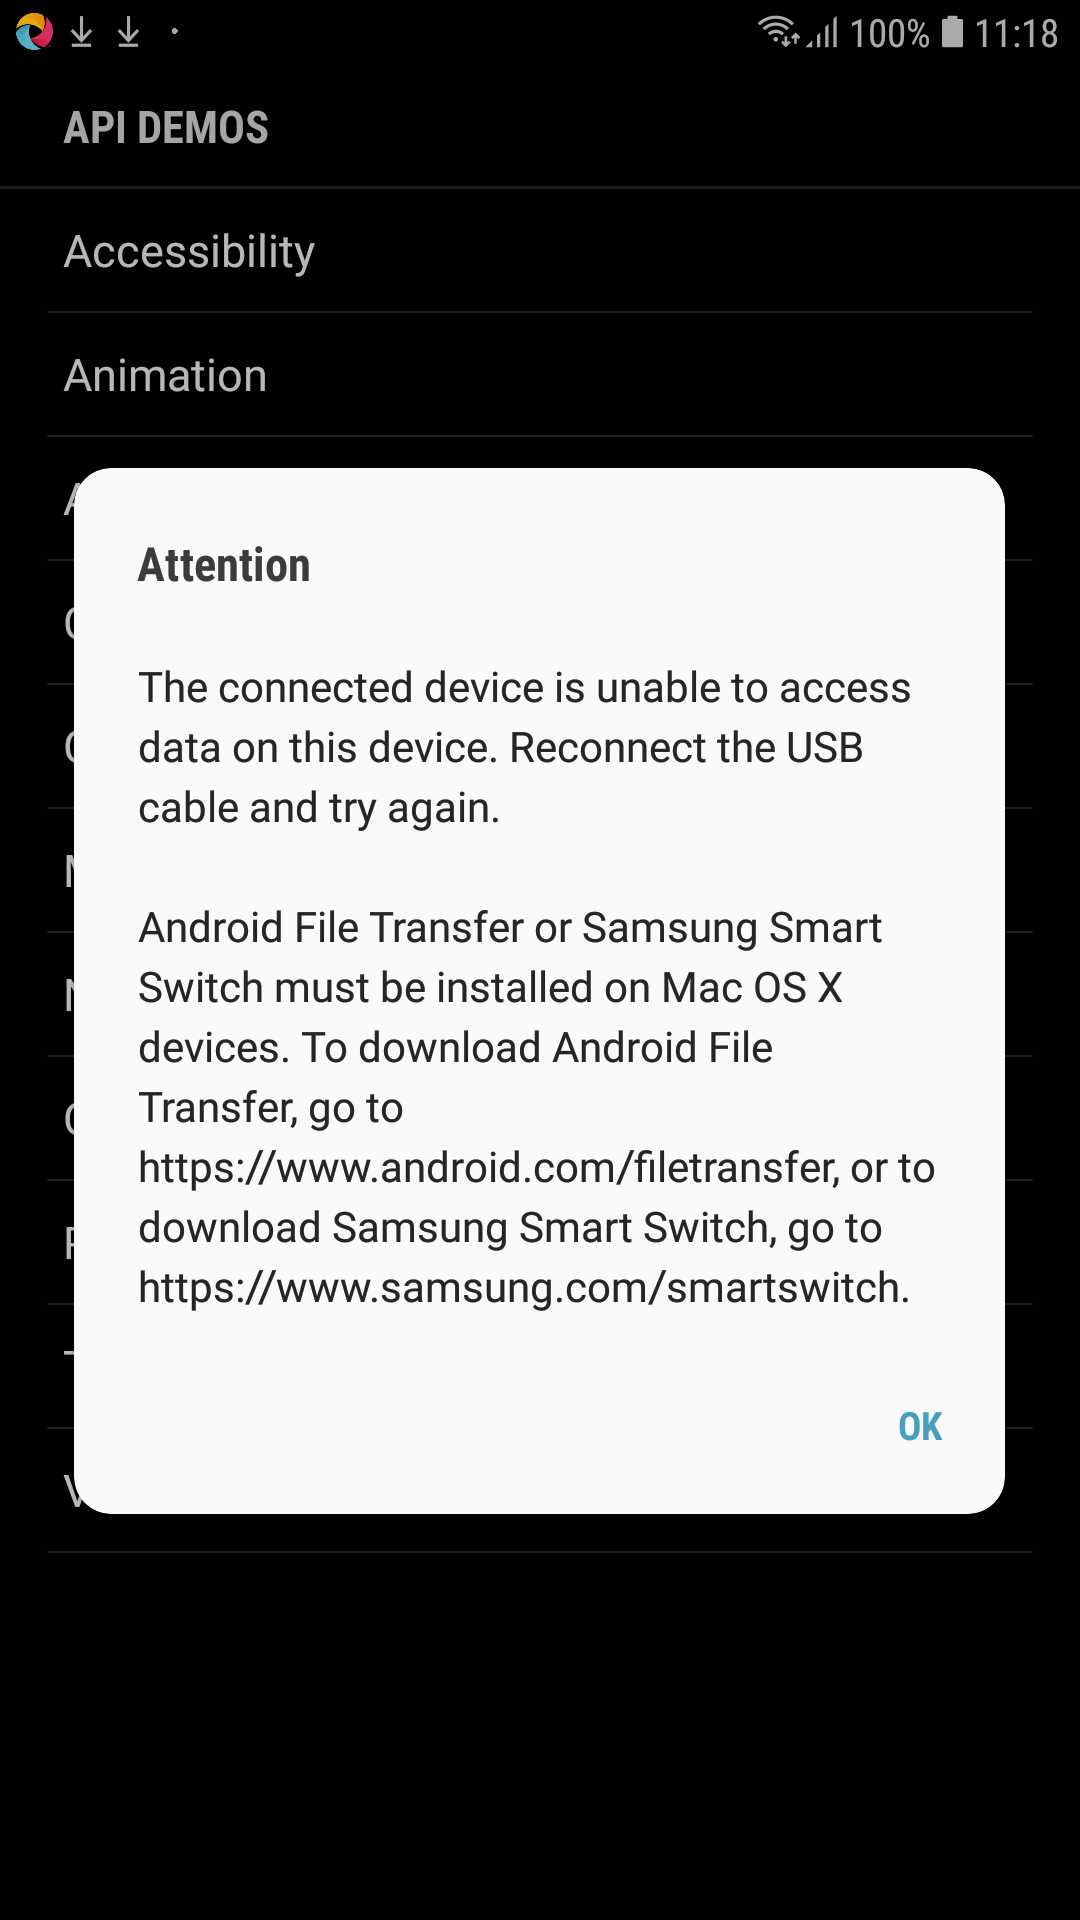 100% 11:18
API DEMOS
Accessibility
Animation
Attention
The connected device is unable to access
data on this device. Reconnect the USB
cable and try again.
Android File Transfer or Samsung Smart
Switch must be installed on Mac OS X
devices. To download Android File
Transfer, go to
https://www.android.com/filetransfer, or to
download Samsung Smart Switch, go to
https://www.samsung.com/smartswitch.
OK